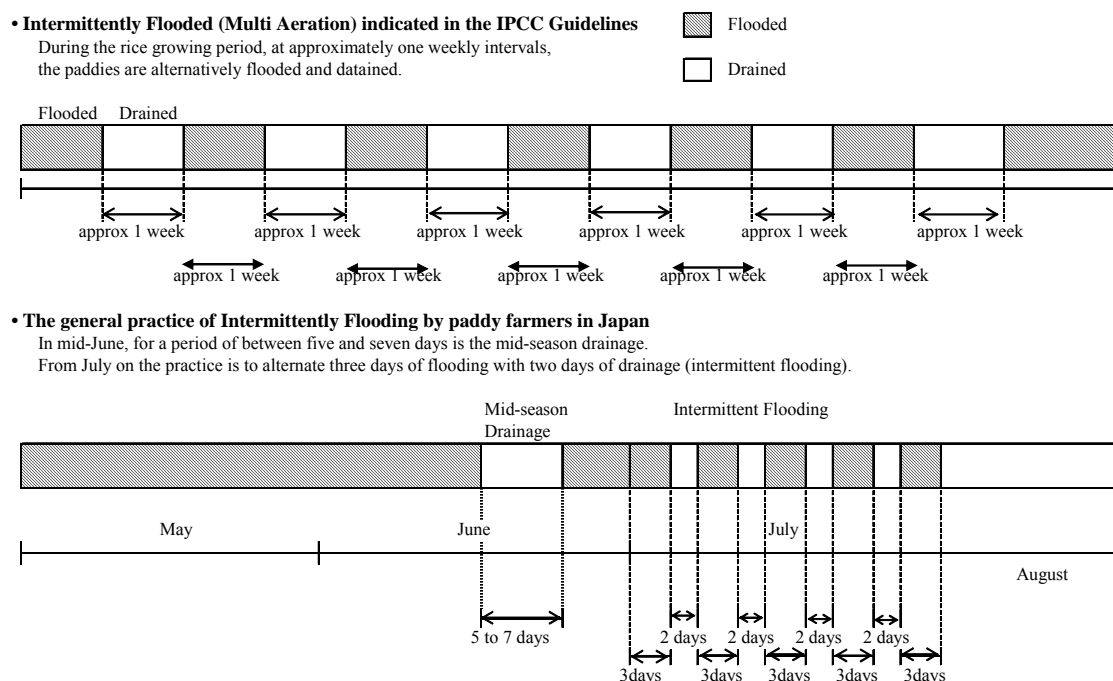 • Intermittently Flooded (Multi Aeration) indicated in the IPCC Guidelines
During the rice growing period, at approximately one weekly intervals,
the paddies are alternatively flooded and datained.
Flooded
Drained
Flooded Drained
approx 1 week approx 1 week approx 1 week approx 1 week approx 1 week approx 1 week
approx 1 week approx 1 week approx 1 week approx 1 week approx 1 week
• The general practice of Intermittently Flooding by paddy farmers in Japan
In mid-June, for a period of between five and seven days is the mid-season drainage.
From July on the practice is to alternate three days of flooding with two days of drainage (intermittent flooding).
Mid-season
Drainage
Intermittent Flooding
May June July
August
5 to 7 days 2 days 2 days 2 days 2 days
3days 3days 3days 3days 3days